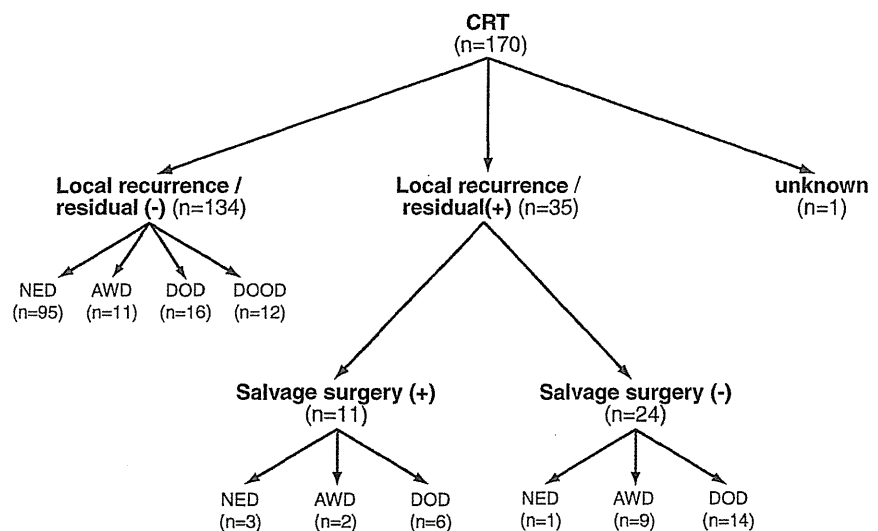 CRT
(n=170)
Local recurrence /
residual (-) (n=134)
Local recurrence /
residual(+) (n=35)
unknown
(n=1)
NED
(n=95)
AWD
(n=11)
DOD
(n=16)
DOOD
(n=12)
Salvage surgery (+)
(n=11)
Salvage surgery (-)
(n=24)
NED
(n=3)
AWD
(n=2)
DOD
(n=6)
NED
(n=1)
AWD
(n=9)
DOD
(n=14)